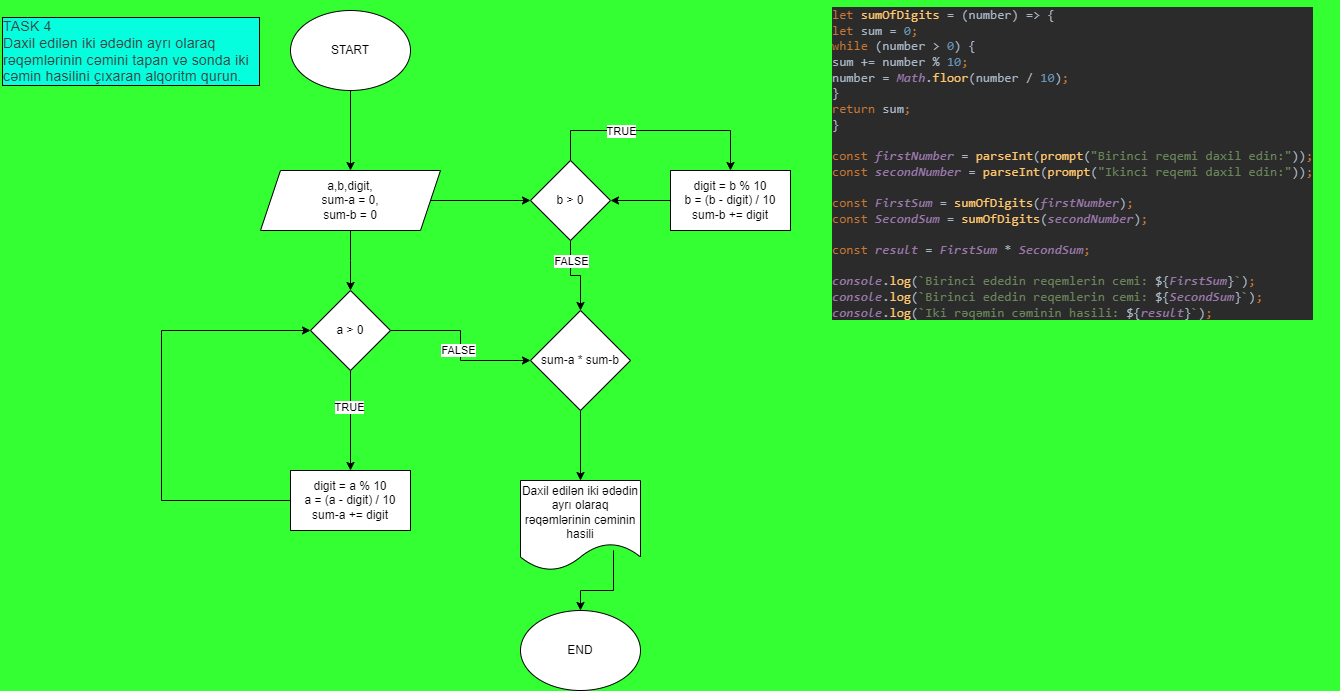 TASK 4
Daxil edilən iki ədədin ayrı olaraq
rəqəmlərinin cəmini tapan və sonda iki
cəmin hasilini çıxaran alqoritm qurun.
START
a,b,digit,
sum-a = 0,
sum-b = 0
b > 0
TRUE
digit = b % 10
b = (b - digit) / 10
sum-b += digit
FALSE
a > 0
FALSE
sum-a * sum-b
TRUE
digit = a % 10
a = (a - digit) / 10
sum-a += digit
Daxil edilən iki ədədin
ayrı olaraq
rəqəmlərinin cəminin
hasili
END
let sumOfDigits = (number) => {
let sum = 0;
while (number > 0) {
sum += number % 10;
number = Math.floor(number / 10);
}
return sum;
}
const firstNumber = parseInt(prompt("Birinci reqemi daxil edin:"));
const secondNumber = parseInt(prompt("Ikinci reqemi daxil edin:"));
const FirstSum = sumOfDigits(firstNumber);
const SecondSum = sumOfDigits(secondNumber);
const result = FirstSum * SecondSum;
console.log(`Birinci ededin reqemlerin cemi: ${FirstSum}`);
console.log(`Birinci ededin reqemlerin cemi: ${SecondSum}`);
console.log(`Iki rəqəmin cəminin hasili: ${result}`);